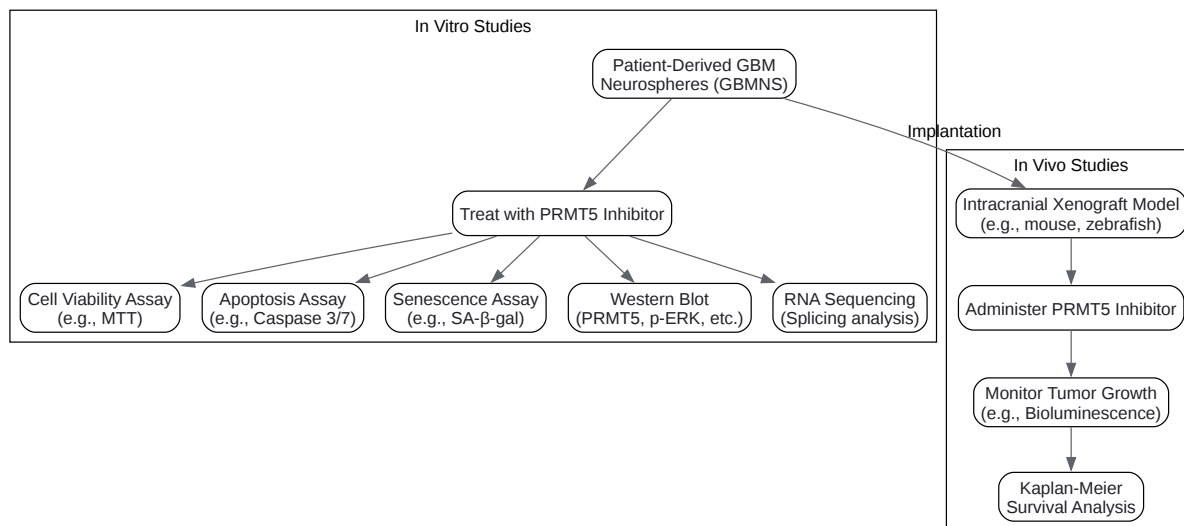 In Vitro Studies
Patient-Derived GBM
Neurospheres (GBMNS)
Implantation
In Vivo Studies
Treat with PRMT5 Inhibitor
Intracranial Xenograft Model
(e.g., mouse, zebrafish)
Cell Viability Assay
(e.g., MTT)
Apoptosis Assay
(e.g., Caspase 3/7)
Senescence Assay
(e.g., SA-β-gal)
Western Blot
(PRMT5, p-ERK, etc.)
RNA Sequencing
(Splicing analysis)
Administer PRMT5 Inhibitor
Monitor Tumor Growth
(e.g., Bioluminescence)
Kaplan-Meier
Survival Analysis